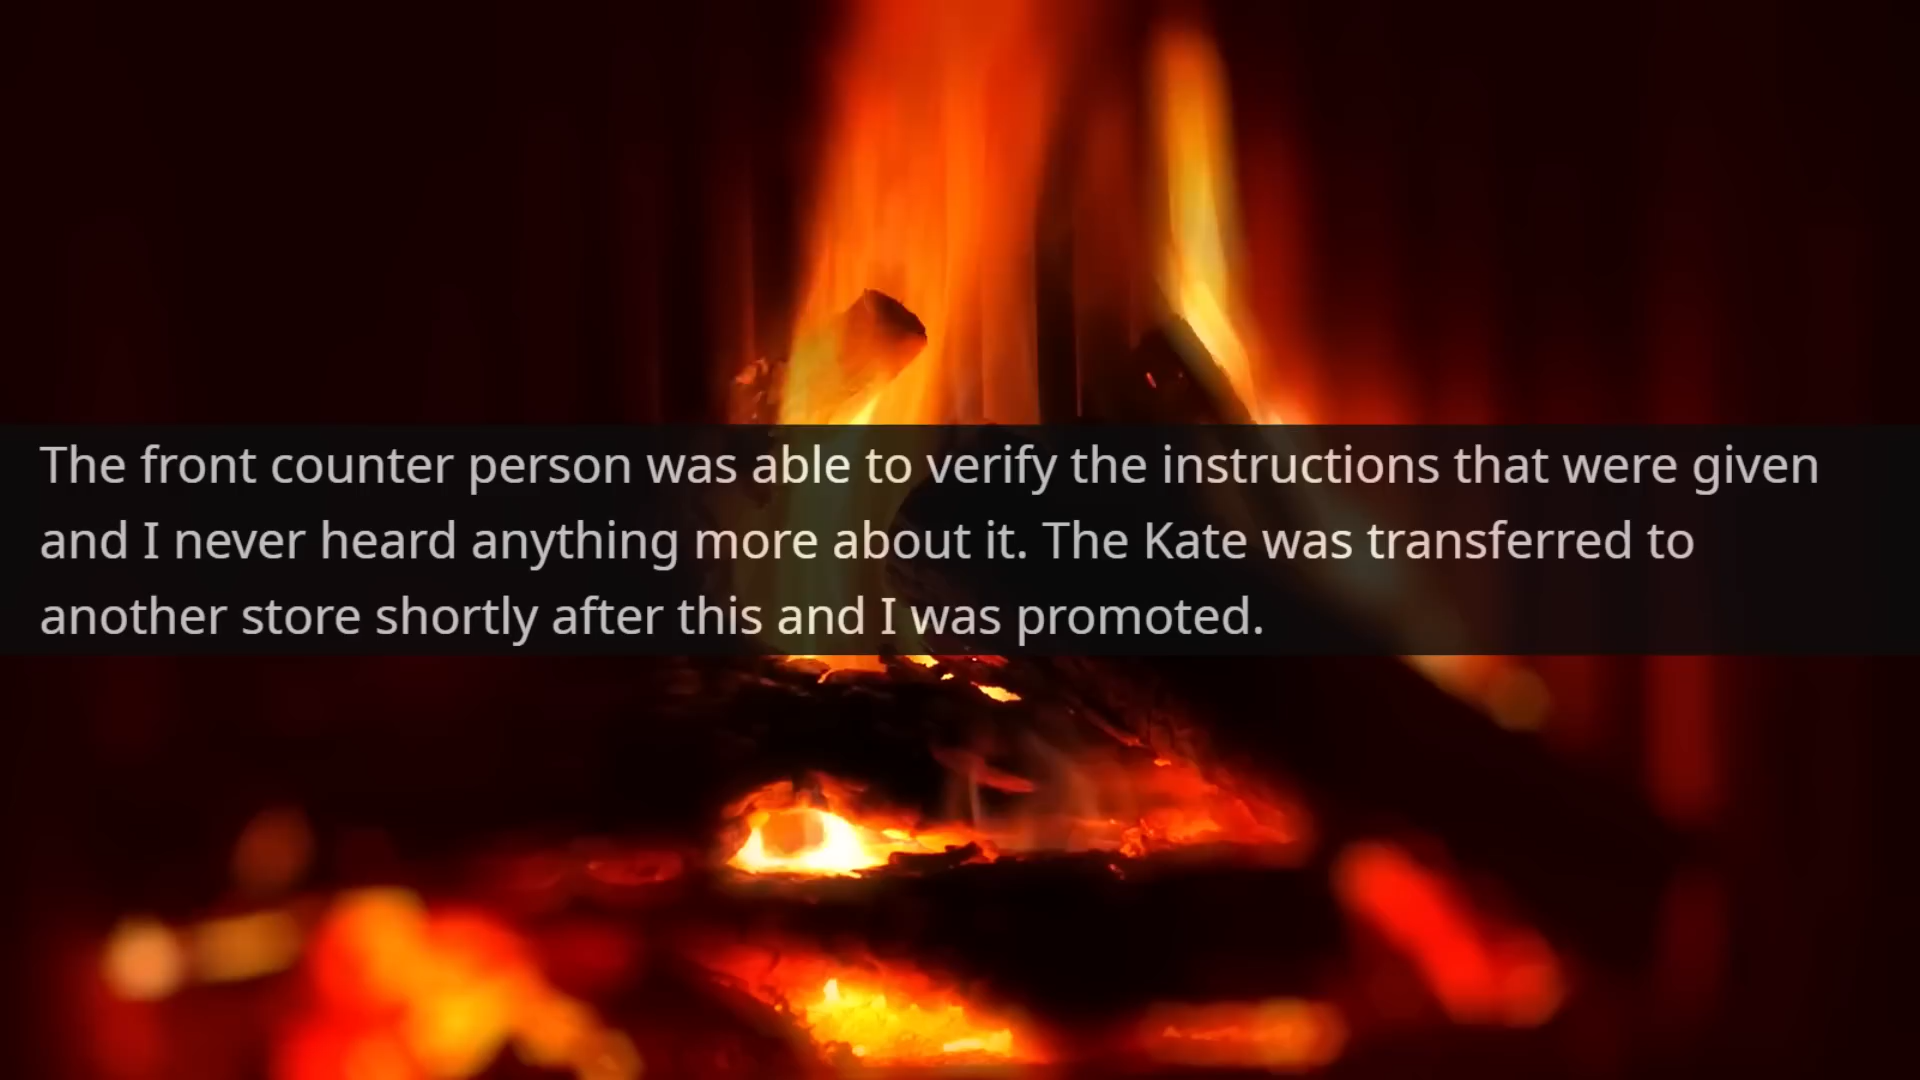 The front counter person was able to verify the instructions that were given
and I never heard anything more about it. The Kate was transferred to
another store shortly after this and I was promoted.